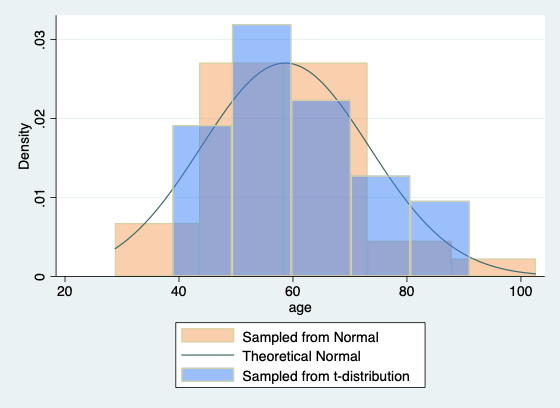 .03
.02
.01
0
Density
20 40 60 80 100
age
Sampled from Normal
Theoretical Normal
Sampled from t-distribution